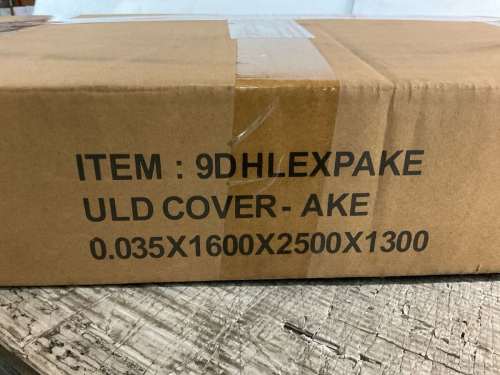 ITEM : 9DHLEXPAKE
ULD COVER- AKE
0.035X1600X2500X1300